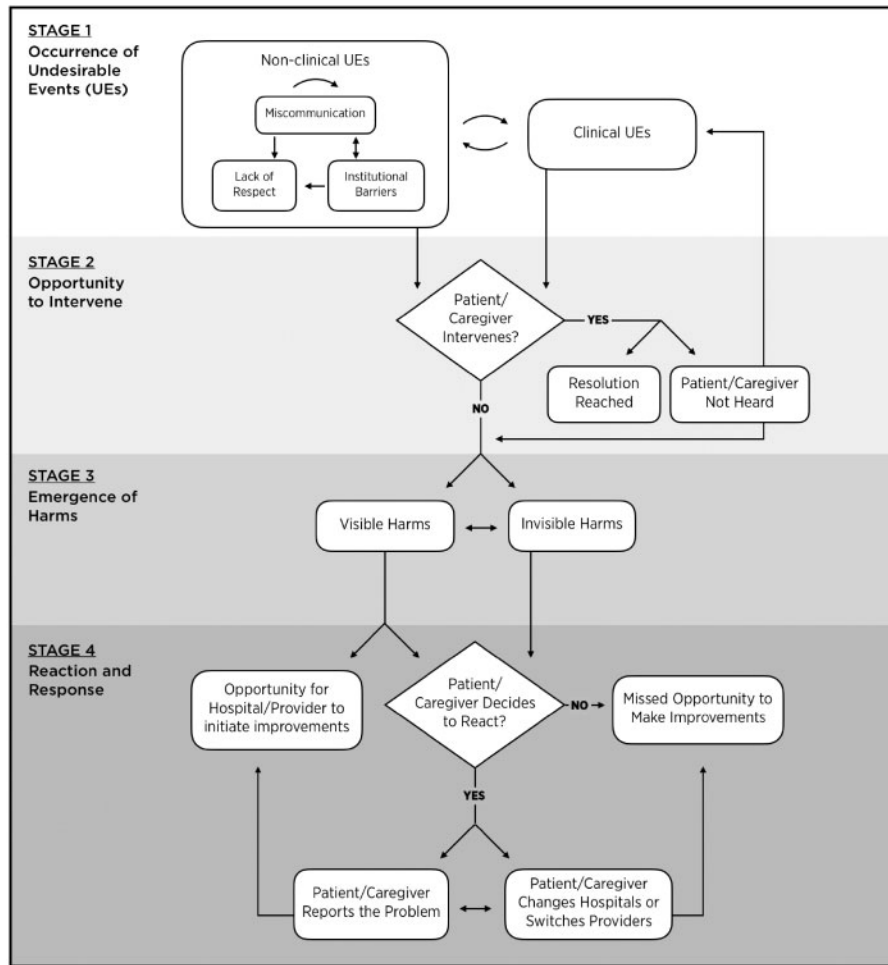 STAGE 1
Occurrence of
Undesirable
Events (UEs)
Non-clinical UEs
Miscommunication
Lack of
Respect
Institutional
Barriers
Clinical UEs
STAGE 2
Opportunity
to Intervene
Patient/
Caregiver
Intervenes?
YES
Resolution
Reached
Patient/Caregiver
Not Heard
NO
STAGE 3
Emergence of
Harms
Visible Harms
Invisible Harms
STAGE 4
Reaction and
Response
Opportunity for
Hospital/Provider to
initiate improvements
Patient/
Caregiver Decides
to React?
NO
Missed Opportunity to
Make Improvements
YES
Patient/Caregiver
Reports the Problem
Patient/Caregiver
Changes Hospitals or
Switches Providers